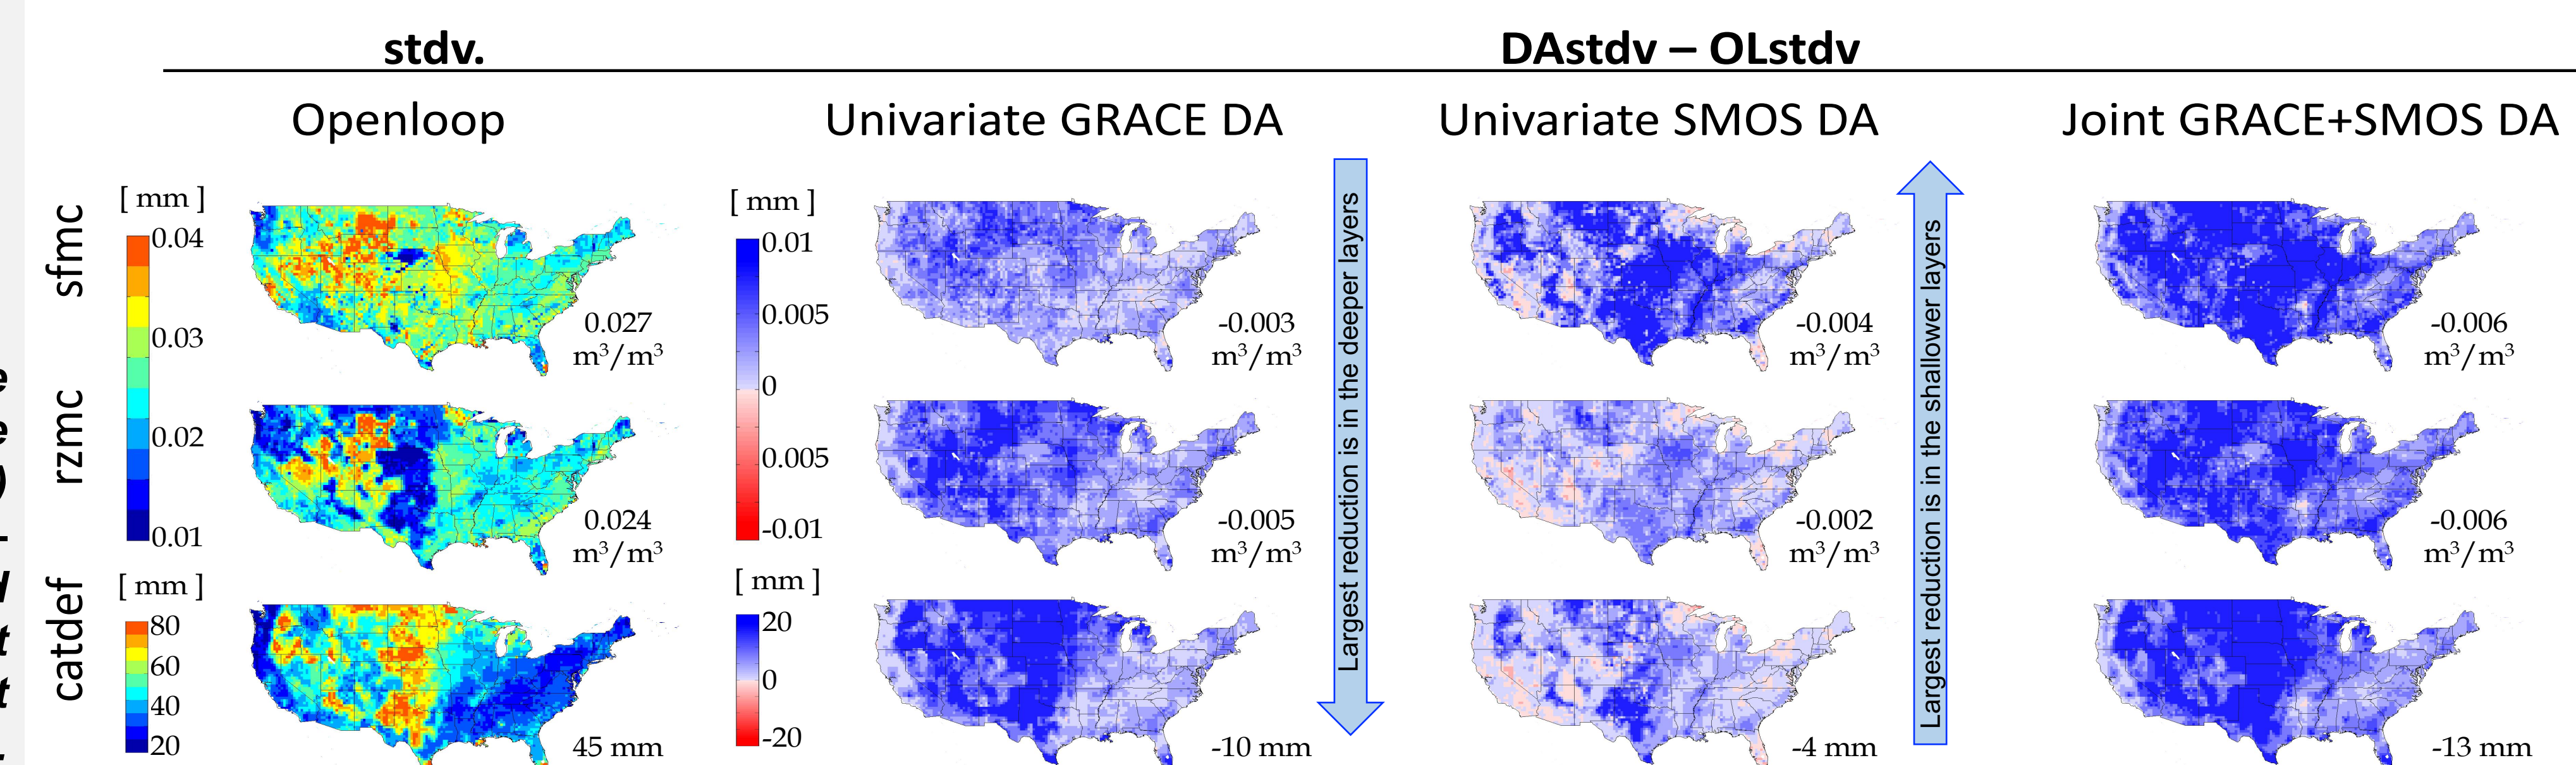 stdv.
DAstdv – OLstdv
Openloop
Univariate GRACE DA
Univariate SMOS DA
Joint GRACE+SMOS DA
sfmc
[ mm ]
0.04
0.03
0.02
0.01
0.027
m³/m³
[ mm ]
0.01
0.005
0
0.005
-0.01
-0.003
m³/m³
Largest reduction is in the deeper layers
-0.004
m³/m³
Largest reduction is in the shallower layers
-0.006
m³/m³
rzmc
0.024
m³/m³
-0.005
m³/m³
-0.002
m³/m³
-0.006
m³/m³
catdef
[ mm ]
80
60
40
20
45 mm
[ mm ]
20
0
-20
-10 mm
-4 mm
-13 mm
e
e
)
-
d
t
t